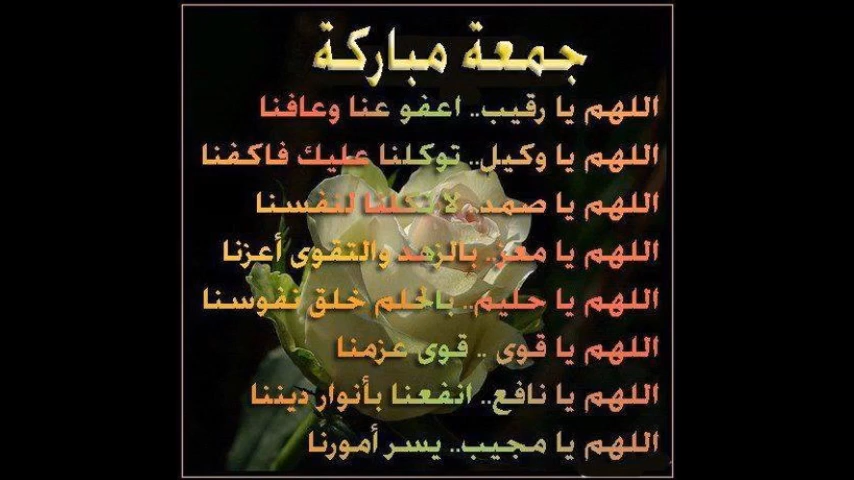 جمعة مباركة
اللهم يا رقيب.. اعفو عنا وعافنا
اللهم يا وكيل.. توكلنا عليك فاكفنا
اللهم يا صمد.. لا تكلنا لنفسنا
اللهم يا معز.. بالزهد والتقوى أعزنا
اللهم يا حليم.. بالحلم خلق نفوسنا
اللهم يا قوى .. قوى عزمنا
اللهم يا نافع.. انفعنا بأنوار ديننا
اللهم يا مجيب.. يسر أمورنا